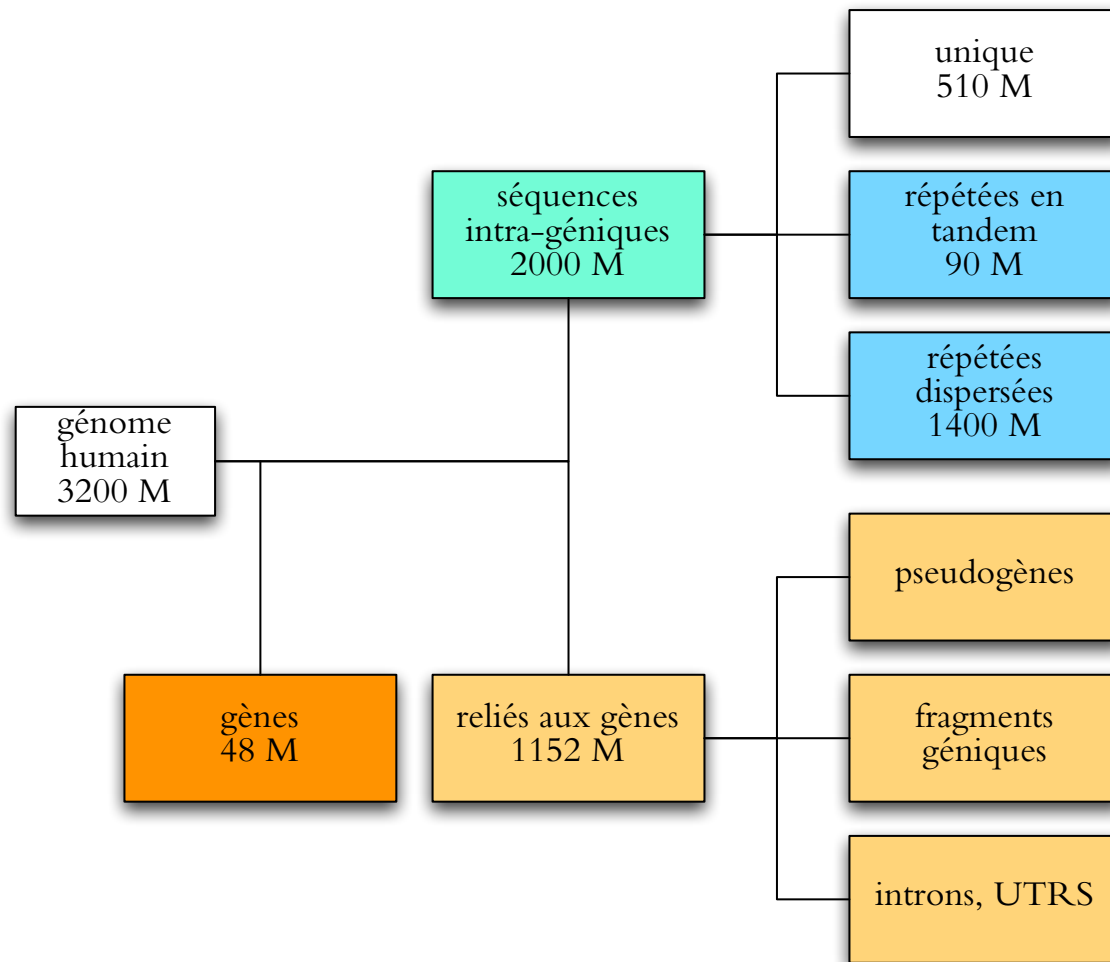 unique
510 M
séquences
intra-géniques
2000 M
répétées en
tandem
90 M
répétées
dispersées
1400 M
génome
humain
3200 M
pseudogènes
gènes
48 M
reliés aux gènes
1152 M
fragments
géniques
introns, UTRS